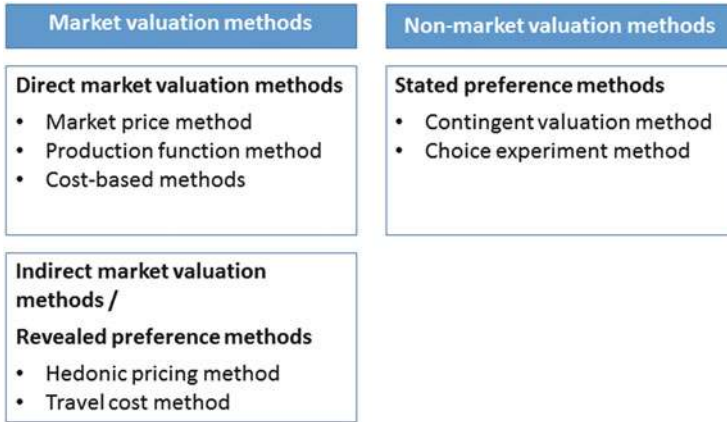 Market valuation methods
Direct market valuation methods
• Market price method
• Production function method
• Cost-based methods
Indirect market valuation
methods /
Revealed preference methods
• Hedonic pricing method
• Travel cost method
Non-market valuation methods
Stated preference methods
• Contingent valuation method
• Choice experiment method